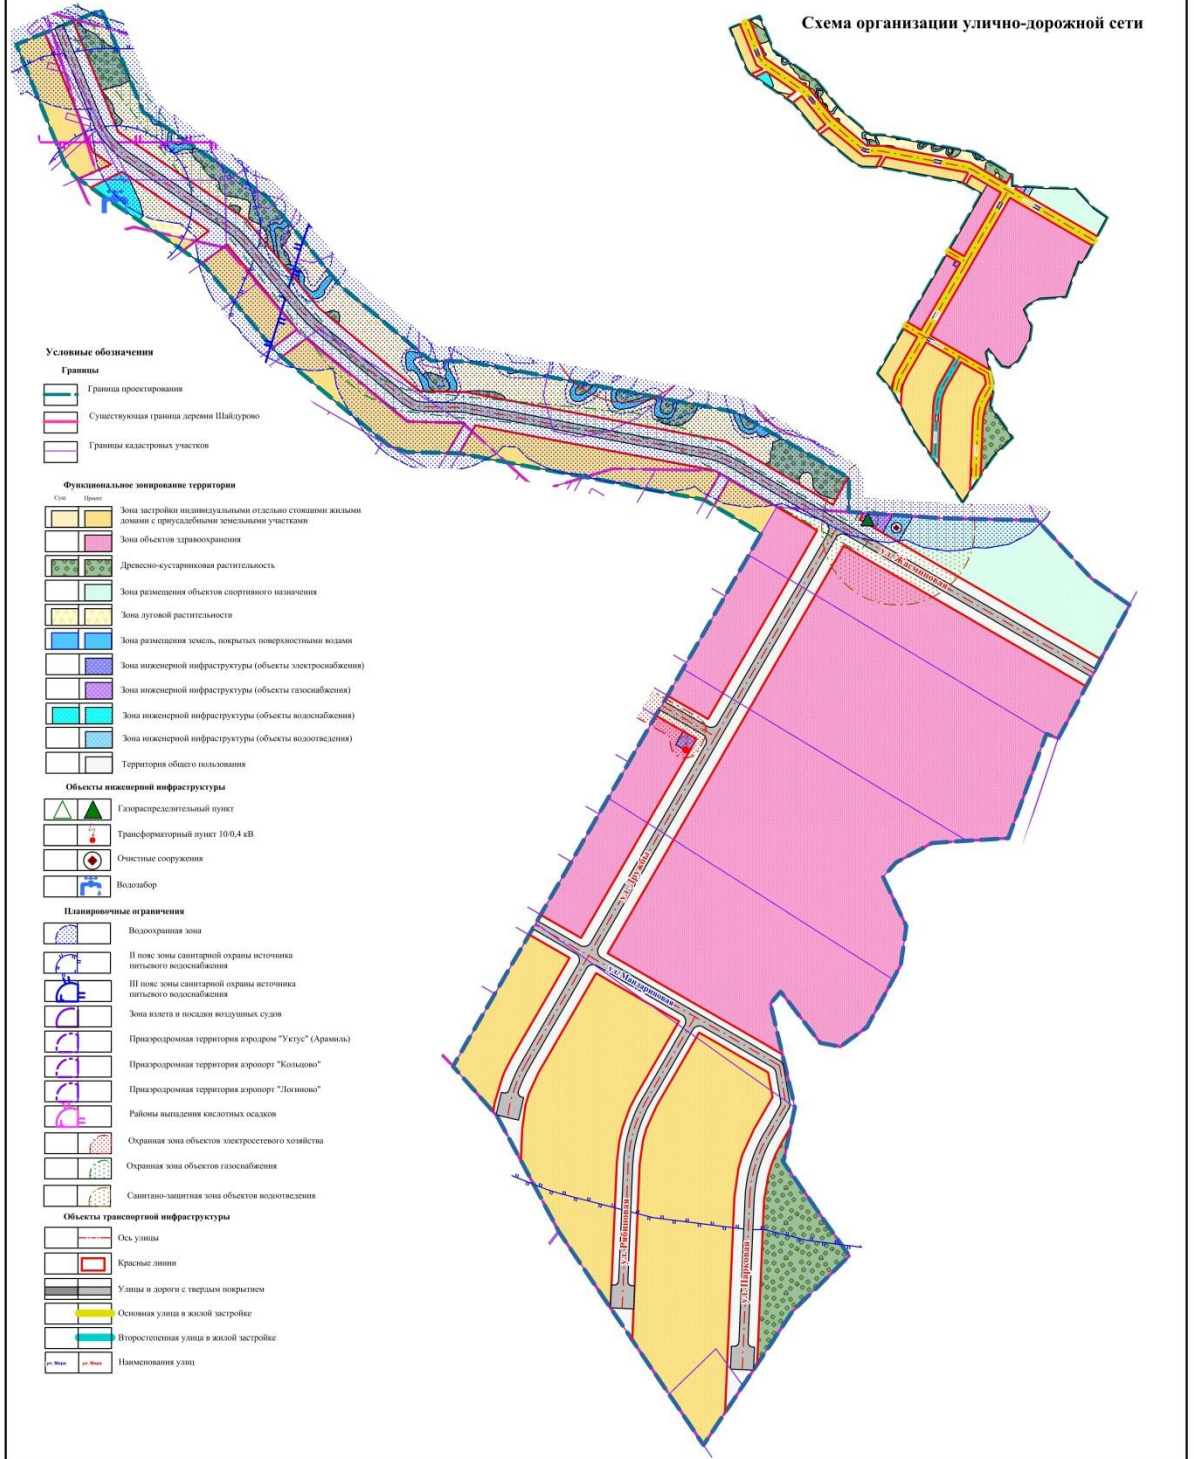 Схема организации улично-дорожной сети
Условные обозначения
Границы
Граница проектирования
Существующая граница деревни Шайдурово
Границы кадастровых участков
Функциональное зонирование территории
Сущ. Проект
Зона застройки индивидуальными отдельно стоящими жилыми
домами с приусадебными земельными участками
Зона объектов здравоохранения
Древесно-кустарниковая растительность
Зона размещения объектов спортивного назначения
Зона луговой растительности
Зона размещения земель, покрытых поверхностными водами
Зона инженерной инфраструктуры (объекты электроснабжения)
Зона инженерной инфраструктуры (объекты газоснабжения)
Зона инженерной инфраструктуры (объекты водоснабжения)
Зона инженерной инфраструктуры (объекты водоотведения)
Территория общего пользования
Объекты инженерной инфраструктуры
Газораспределительный пункт
Трансформаторный пункт 10/0,4 кВ
Очистные сооружения
Водозабор
Планировочные ограничения
Водоохранная зона
II пояс зоны санитарной охраны источника
питьевого водоснабжения
III пояс зоны санитарной охраны источника
питьевого водоснабжения
Зона взлета и посадки воздушных судов
Приаэродромная территория аэродром "Уктус" (Арамиль)
Приаэродромная территория аэропорт "Кольцово"
Приаэродромная территория аэропорт "Логиново"
Районы выпадения кислотных осадков
Охранная зона объектов электросетевого хозяйства
Охранная зона объектов газоснабжения
Санитано-защитная зона объектов водоотведения
Объекты транспортной инфраструктуры
Ось улицы
Красные линии
Улицы и дороги с твердым покрытием
Основная улица в жилой застройке
Второстепенная улица в жилой застройке
ул. Мира ул. Мира Наименования улиц
ул. Жасминовая
ул. Дружбы
ул. Мандариновая
ул. Рябиновая
ул. Парковая